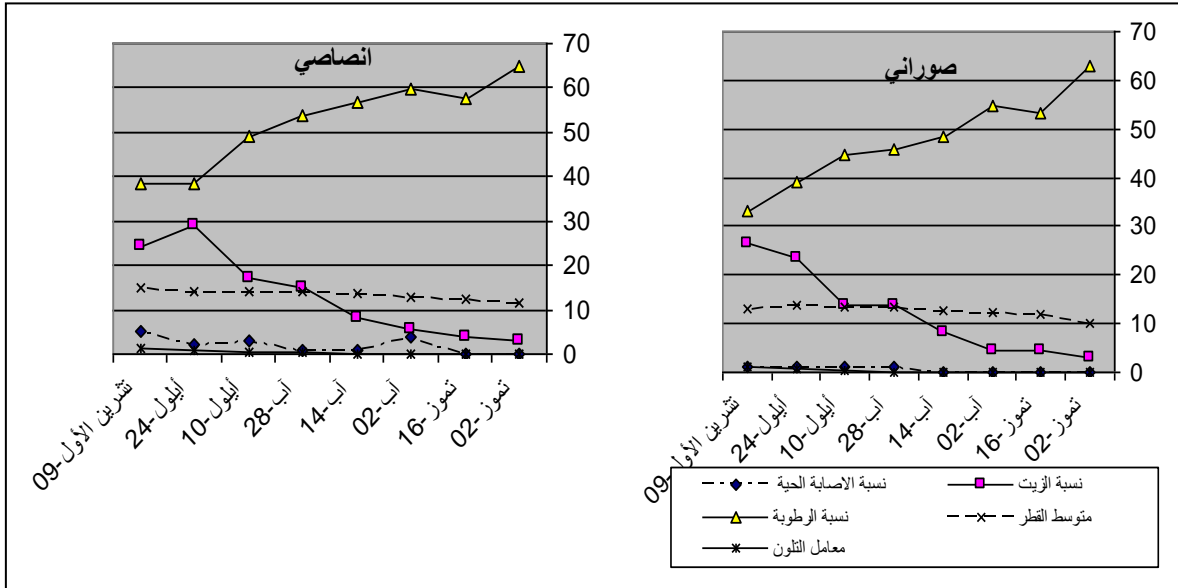 صوراني
70
60
50
40
30
20
10
0
02-تموز
16-تموز
02-آب
14-آب
28-آب
10-أيلول
24-أيلول
09-تشرين الأول
انصاصي
70
60
50
40
30
20
10
0
02-تموز
16-تموز
02-آب
14-آب
28-آب
10-أيلول
24-أيلول
09-تشرين الأول
نسبة الزيت
نسبة الاصابة الحية
متوسط القطر
نسبة الرطوبة
معامل التلون